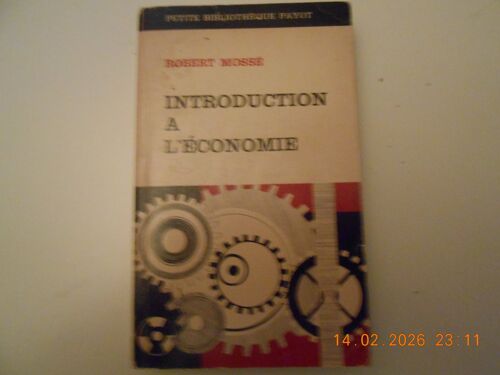 PETITE BIBLIOTHÈQUE PAYOT
ROBERT MOSSÉ
INTRODUCTION
A
L'ÉCONOMIE
14.02.2026 23:11